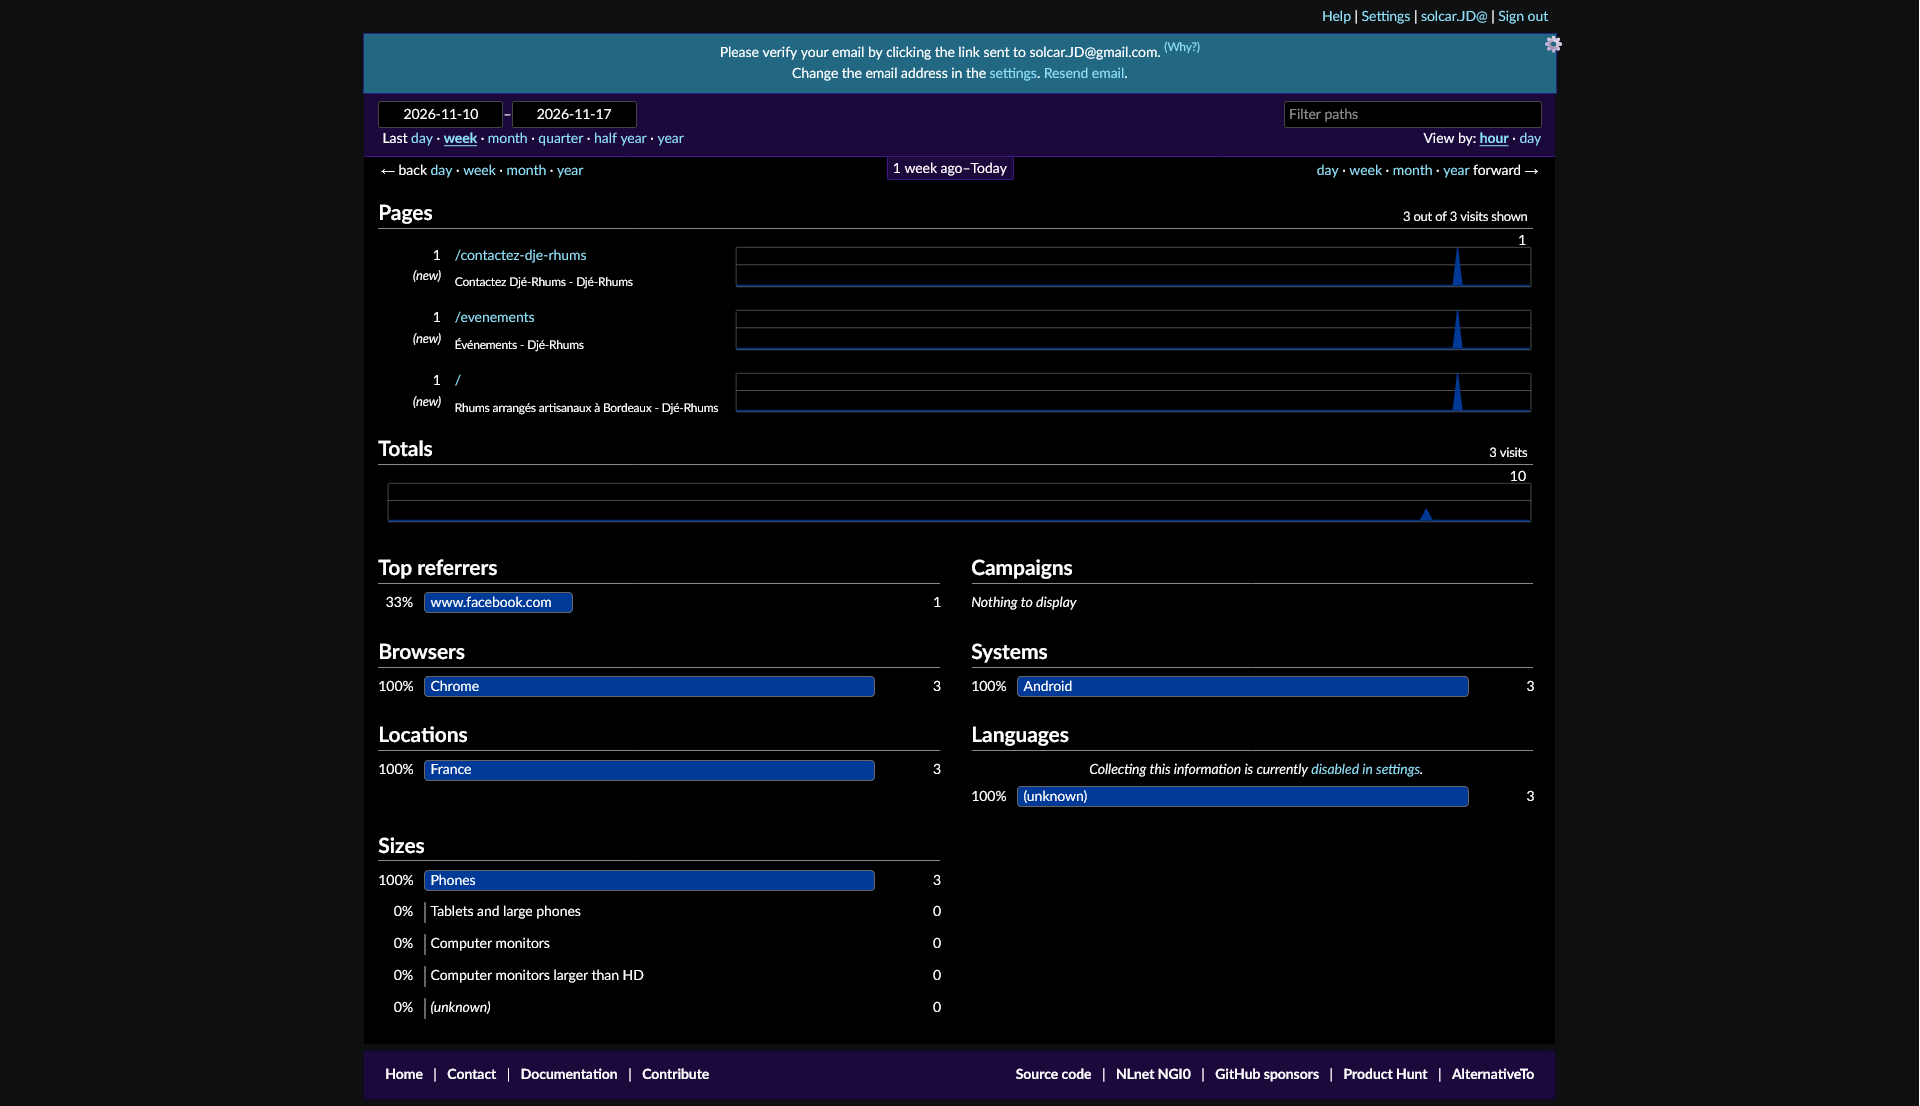 Help | Settings | solcar.JD@ | Sign out
Please verify your email by clicking the link sent to solcar.JD@gmail.com. (Why?)
Change the email address in the settings. Resend email.
2026-11-10 – 2026-11-17
Filter paths
Last day · week · month · quarter · half year · year
View by: hour · day
← back day · week · month · year
1 week ago–Today
day · week · month · year forward →
Pages
3 out of 3 visits shown
1
1 /contactez-dje-rhums
(new) Contactez Djé-Rhums - Djé-Rhums
1 /evenements
(new) Événements - Djé-Rhums
1 /
(new) Rhums arrangés artisanaux à Bordeaux - Djé-Rhums
Totals
3 visits
10
Top referrers
33% www.facebook.com 1
Campaigns
Nothing to display
Browsers
100% Chrome 3
Systems
100% Android 3
Locations
100% France 3
Languages
Collecting this information is currently disabled in settings.
100% (unknown) 3
Sizes
100% Phones 3
0% Tablets and large phones 0
0% Computer monitors 0
0% Computer monitors larger than HD 0
0% (unknown) 0
Home | Contact | Documentation | Contribute
Source code | NLnet NGI0 | GitHub sponsors | Product Hunt | AlternativeTo